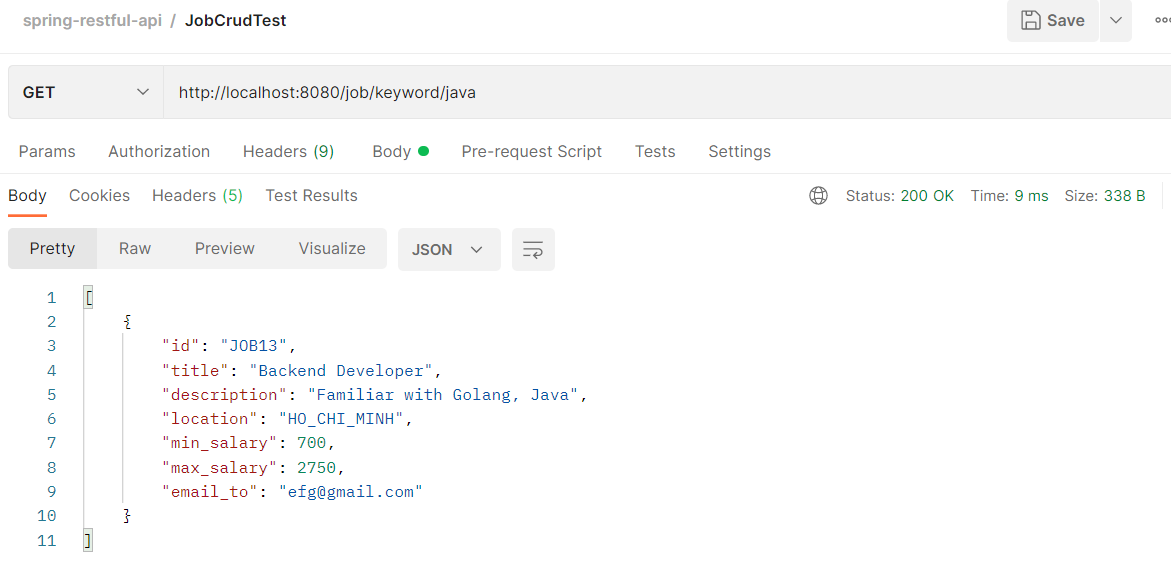 spring-restful-api / JobCrudTest Save
GET http://localhost:8080/job/keyword/java
Params Authorization Headers (9) Body Pre-request Script Tests Settings
Body Cookies Headers (5) Test Results Status: 200 OK Time: 9 ms Size: 338 B
Pretty Raw Preview Visualize JSON
1 [
2 {
3 "id": "JOB13",
4 "title": "Backend Developer",
5 "description": "Familiar with Golang, Java",
6 "location": "HO_CHI_MINH",
7 "min_salary": 700,
8 "max_salary": 2750,
9 "email_to": "efg@gmail.com"
10 }
11 ]